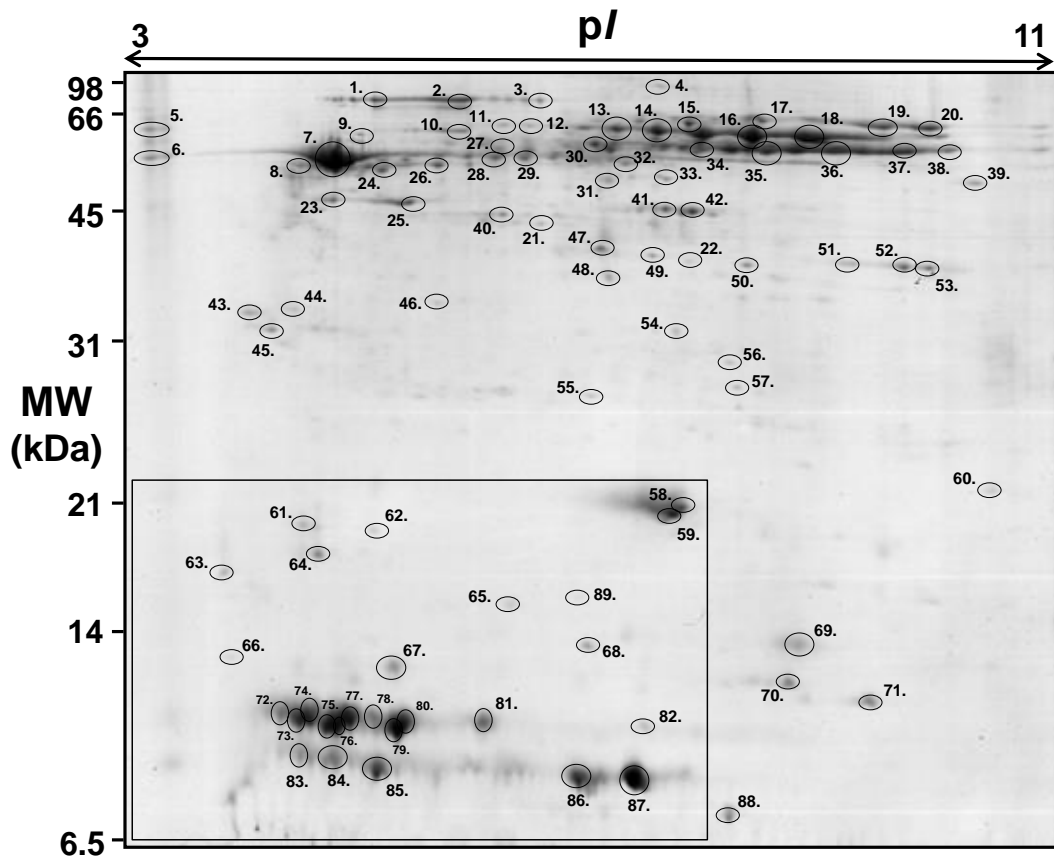 3 pI 11
98
66
45
31
MW
(kDa)
21
14
6.5
1. 2. 3. 4.
5. 9. 10. 11. 12. 13. 14. 15. 16. 17. 18. 19. 20.
6. 7. 27. 30. 32. 34. 35. 36. 37. 38.
8. 24. 26. 28. 29. 31. 33. 39.
23. 25. 40. 21. 41. 42.
47. 49. 22. 50. 51. 52. 53.
48.
43. 44. 46.
45. 54.
56.
55. 57.
60.
58.
61. 62. 59.
64.
63.
65. 89.
66. 67. 68. 69.
70. 71.
72. 74. 75. 77. 78. 80. 81. 82.
73. 76. 79.
83. 84. 85. 86. 87.
88.